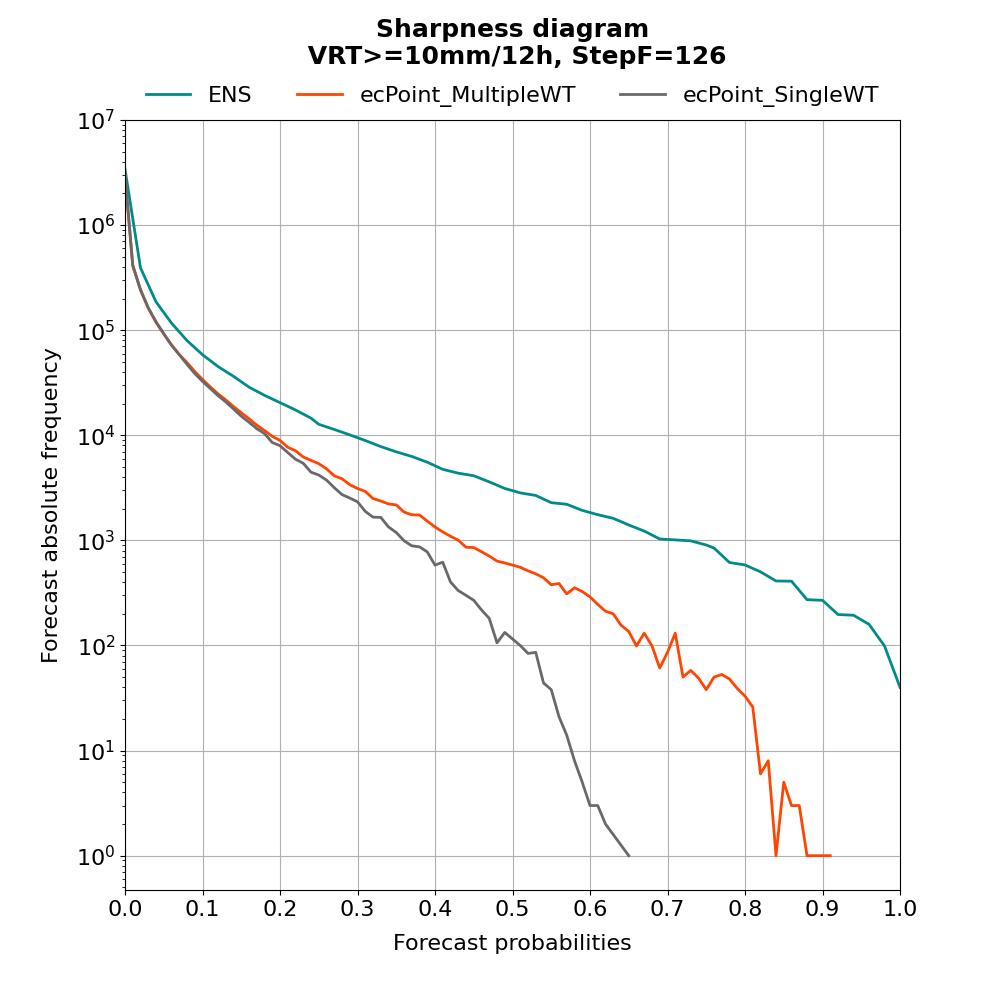 Sharpness diagram
VRT>=10mm/12h, StepF=126
ENS ecPoint_MultipleWT ecPoint_SingleWT
10⁷
10⁶
10⁵
10⁴
10³
10²
10¹
10⁰
Forecast absolute frequency
0.0 0.1 0.2 0.3 0.4 0.5 0.6 0.7 0.8 0.9 1.0
Forecast probabilities